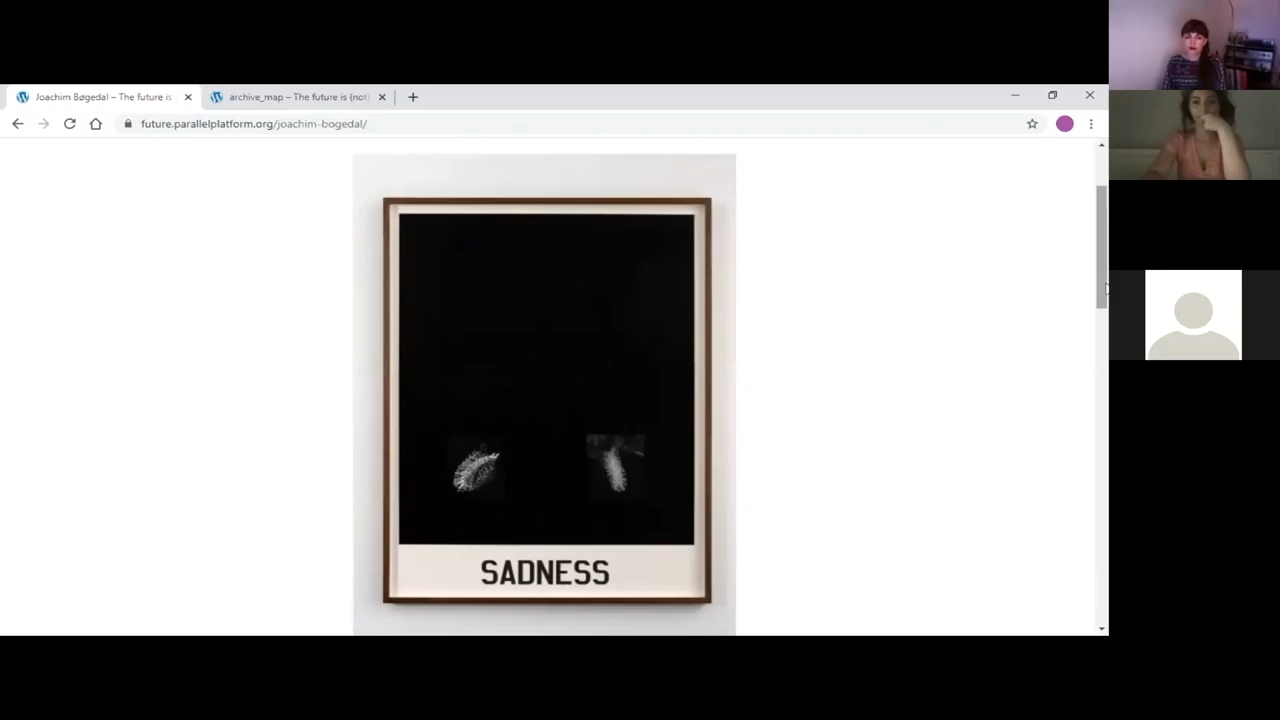 Joachim Bøgedal – The future is
archive_map – The future is (not)
future.parallelplatform.org/joachim-bogedal/
SADNESS